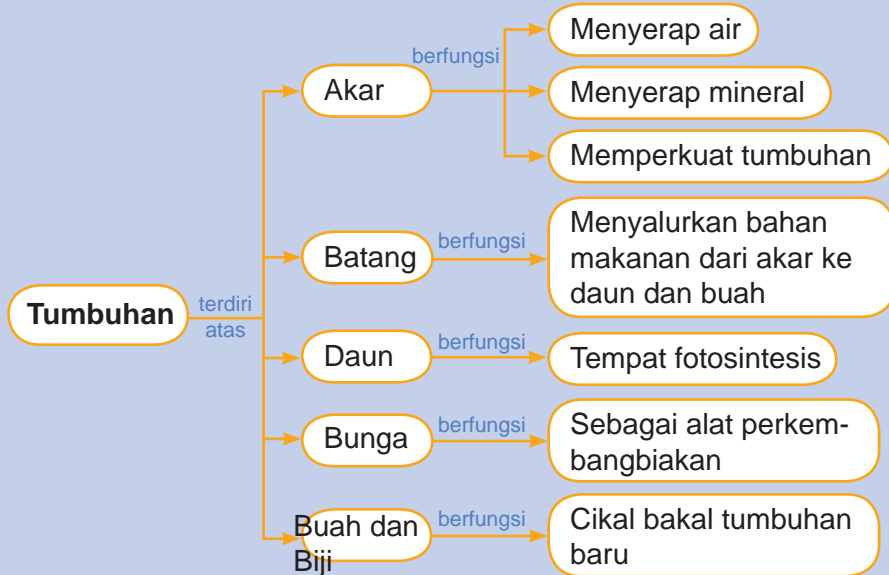 Tumbuhan
terdiri
atas
Akar
berfungsi
Menyerap air
Menyerap mineral
Memperkuat tumbuhan
Batang
berfungsi
Menyalurkan bahan
makanan dari akar ke
daun dan buah
Daun
berfungsi
Tempat fotosintesis
Bunga
berfungsi
Sebagai alat perkem-
bangbiakan
Buah dan
Biji
berfungsi
Cikal bakal tumbuhan
baru